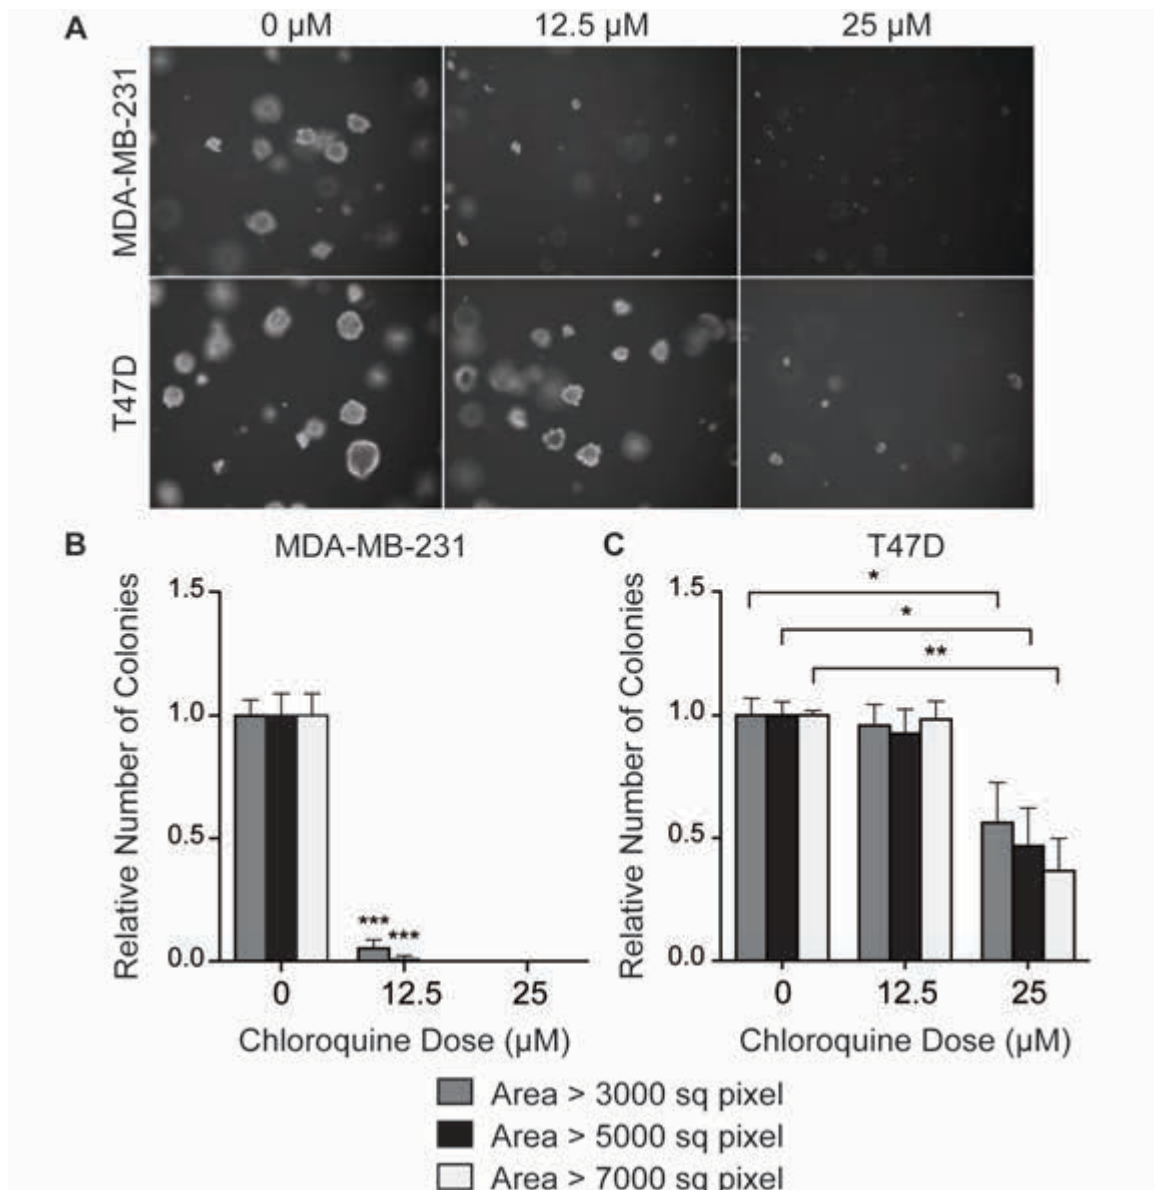 A
0 µM 12.5 µM 25 µM
MDA-MB-231
T47D
B MDA-MB-231
Relative Number of Colonies
1.5
1.0
0.5
0.0
***
***
0 12.5 25
Chloroquine Dose (µM)
C T47D
Relative Number of Colonies
1.5
1.0
0.5
0.0
*
*
**
0 12.5 25
Chloroquine Dose (µM)
Area > 3000 sq pixel
Area > 5000 sq pixel
Area > 7000 sq pixel